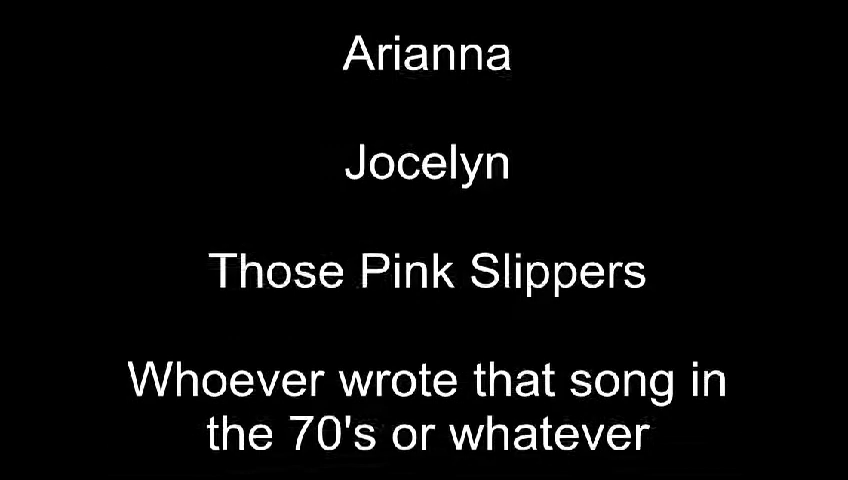 Arianna
Jocelyn
Those Pink Slippers
Whoever wrote that song in
the 70's or whatever